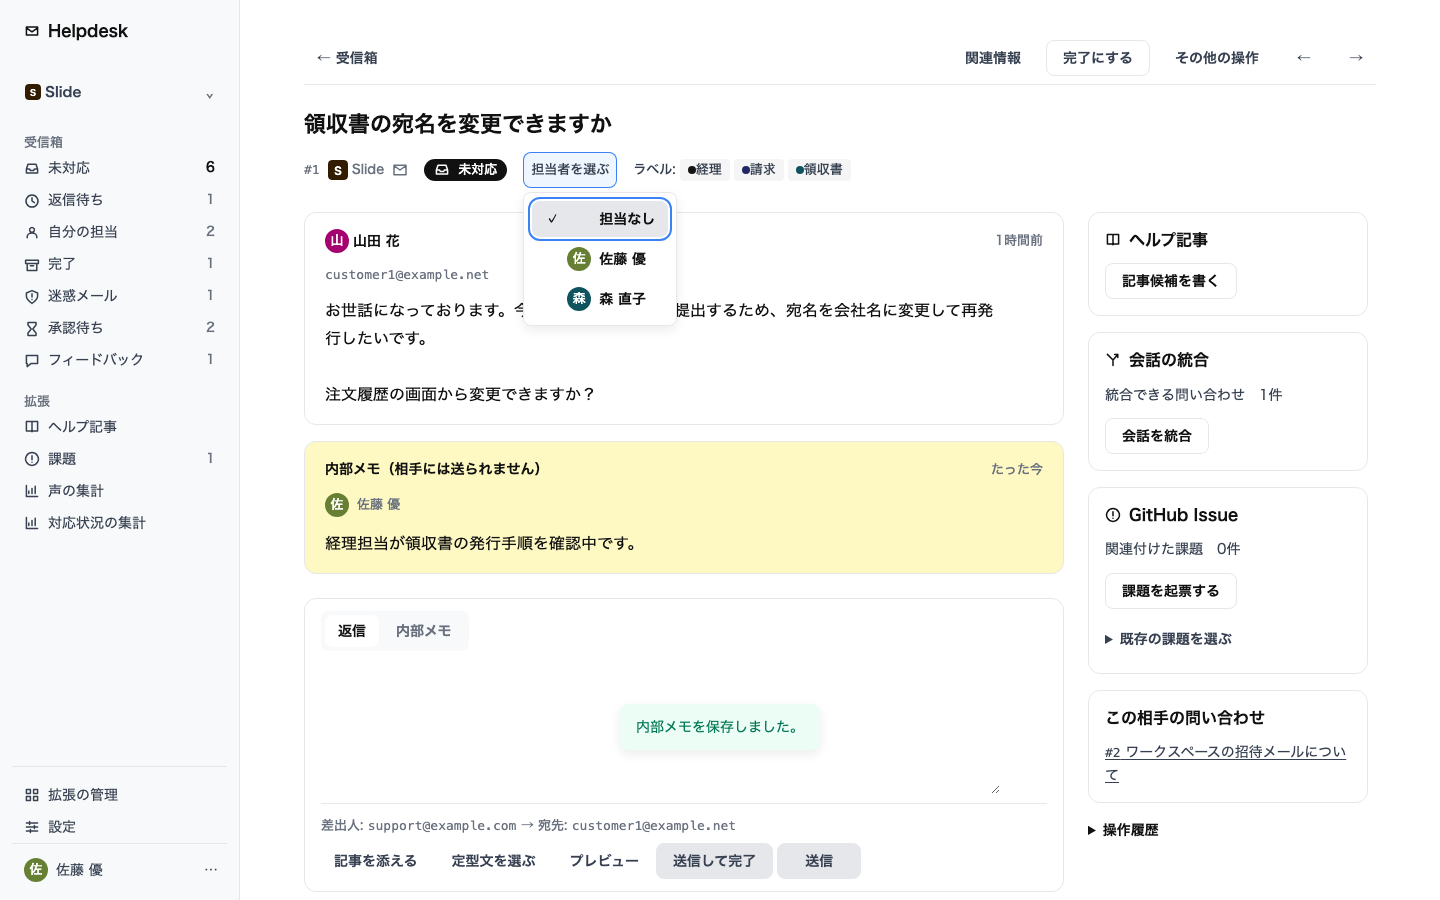 Helpdesk
S Slide
受信箱
未対応 6
返信待ち 1
自分の担当 2
完了 1
迷惑メール 1
承認待ち 2
フィードバック 1
拡張
ヘルプ記事
課題 1
声の集計
対応状況の集計
拡張の管理
設定
佐 佐藤 優 …
← 受信箱
関連情報 完了にする その他の操作 ← →
領収書の宛名を変更できますか
#1 S Slide 未対応 担当者を選ぶ ラベル: 経理 請求 領収書
✓ 担当なし
佐 佐藤 優
森 森 直子
山 山田 花 1時間前
customer1@example.net
お世話になっております。 提出するため、宛名を会社名に変更して再発
行したいです。
注文履歴の画面から変更できますか？
内部メモ（相手には送られません） たった今
佐 佐藤 優
経理担当が領収書の発行手順を確認中です。
返信 内部メモ
内部メモを保存しました。
差出人: support@example.com → 宛先: customer1@example.net
記事を添える 定型文を選ぶ プレビュー 送信して完了 送信
ヘルプ記事
記事候補を書く
会話の統合
統合できる問い合わせ 1件
会話を統合
GitHub Issue
関連付けた課題 0件
課題を起票する
▶ 既存の課題を選ぶ
この相手の問い合わせ
#2 ワークスペースの招待メールについ
て
▶ 操作履歴